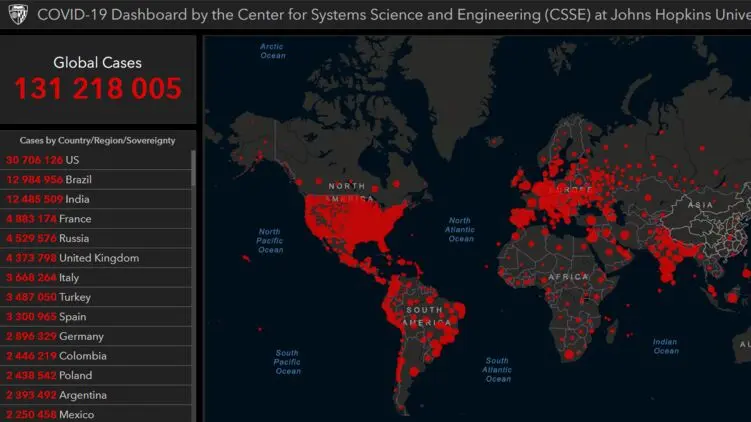 COVID-19 Dashboard by the Center for Systems Science and Engineering (CSSE) at Johns Hopkins Unive
Global Cases
131 218 005
Cases by Country/Region/Sovereignty
30 706 126 US
12 984 956 Brazil
12 485 509 India
4 883 174 France
4 529 576 Russia
4 373 798 United Kingdom
3 668 264 Italy
3 487 050 Turkey
3 300 965 Spain
2 896 329 Germany
2 446 219 Colombia
2 438 542 Poland
2 393 492 Argentina
2 250 458 Mexico
Arctic
Ocean
NORTH
AMERICA
EUROPE
ASIA
North
Pacific
Ocean
North
Atlantic
Ocean
AFRICA
SOUTH
AMERICA
Indian
Ocean
AU
South
Pacific
Ocean
South
Atlantic
Ocean